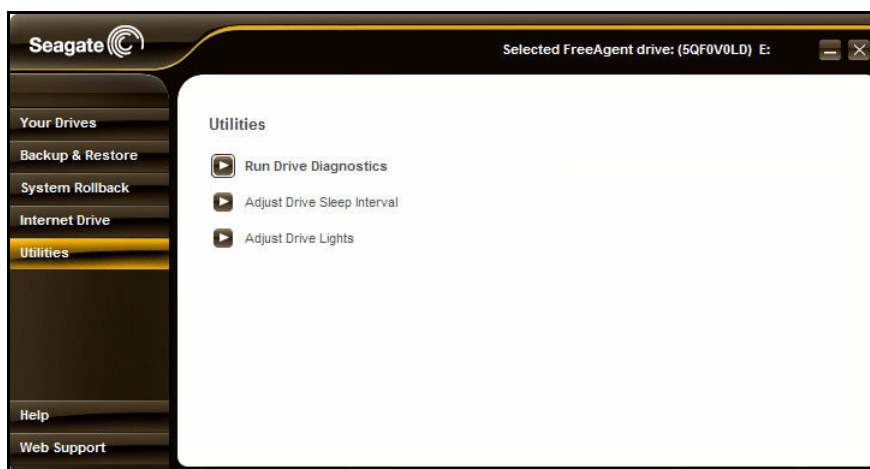 Seagate
Selected FreeAgent drive: (5QF0V0LD) E:
Your Drives
Backup & Restore
System Rollback
Internet Drive
Utilities
Help
Web Support
Utilities
Run Drive Diagnostics
Adjust Drive Sleep Interval
Adjust Drive Lights